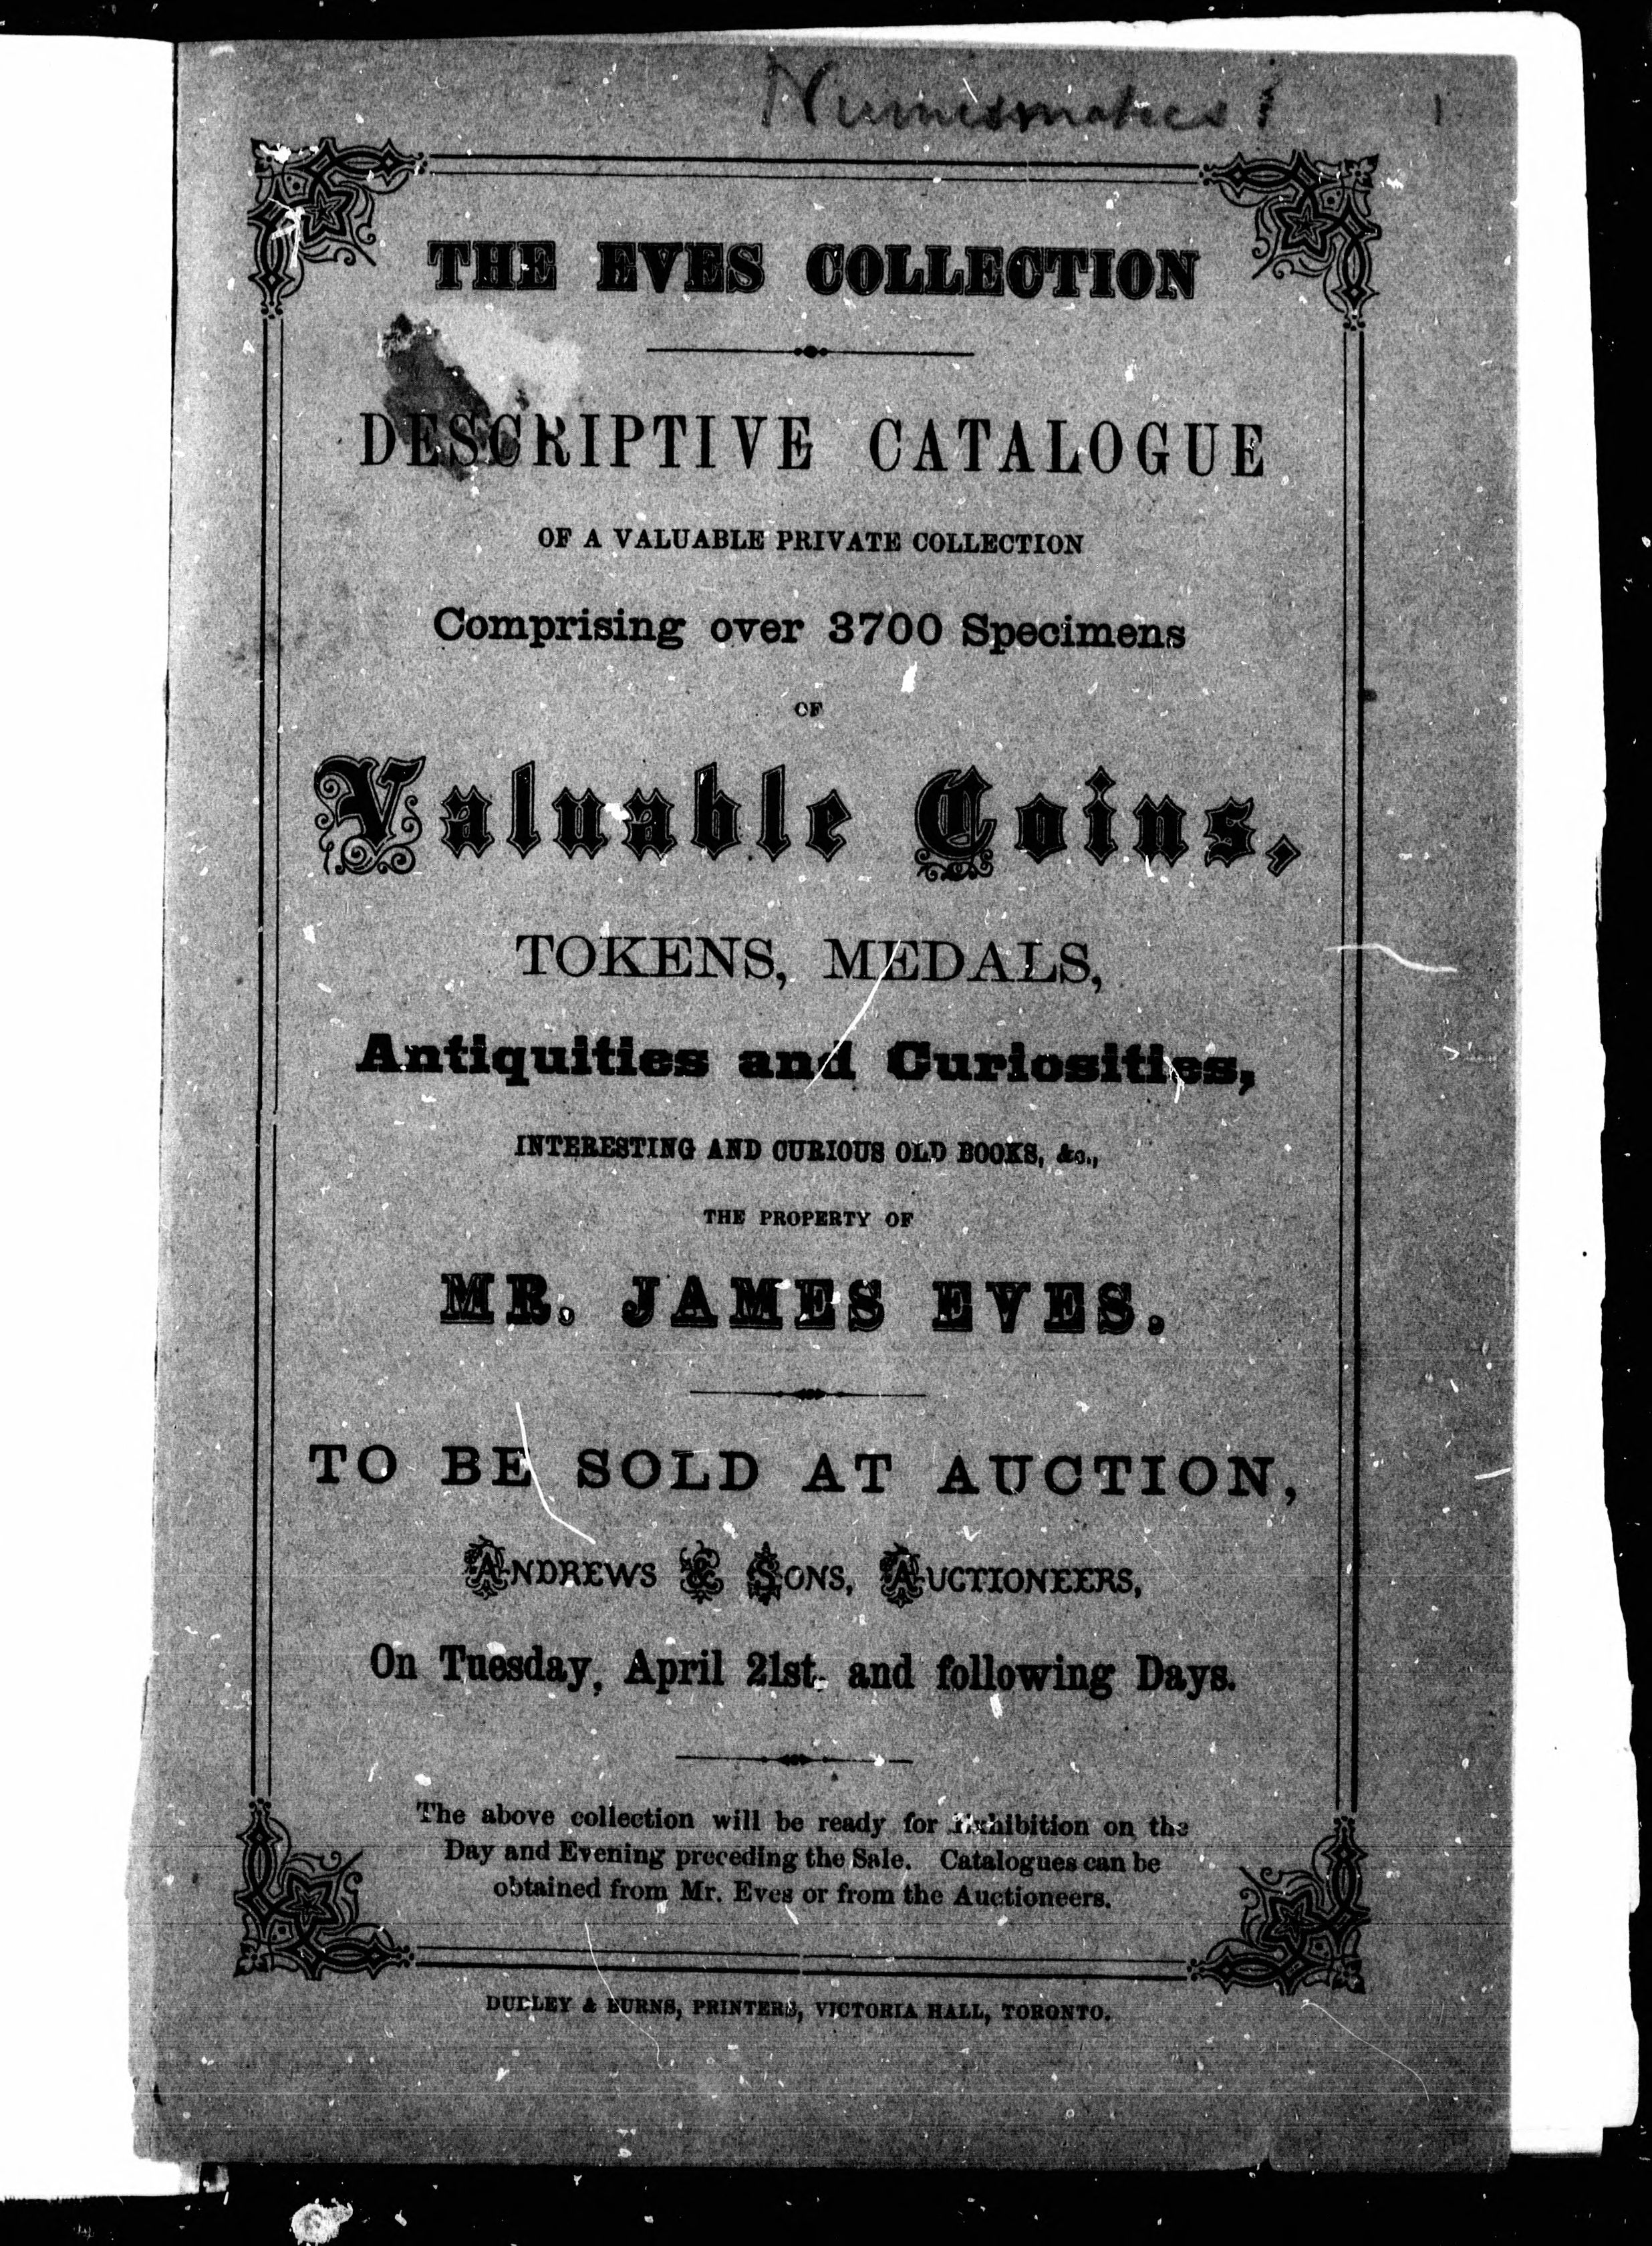 Numismatics
THE EVES COLLECTION
DESCRIPTIVE CATALOGUE
OF A VALUABLE PRIVATE COLLECTION
Comprising over 3700 Specimens
OF
Valuable Coins,
TOKENS, MEDALS,
Antiquities and Curiosities,
INTERESTING AND CURIOUS OLD BOOKS, &c.,
THE PROPERTY OF
MR. JAMES EVES.
TO BE SOLD AT AUCTION,
ANDREWS & SONS, AUCTIONEERS,
On Tuesday, April 21st. and following Days.
The above collection will be ready for Exhibition on the
Day and Evening preceding the Sale. Catalogues can be
obtained from Mr. Eves or from the Auctioneers.
DUDLEY & BURNS, PRINTERS, VICTORIA HALL, TORONTO.